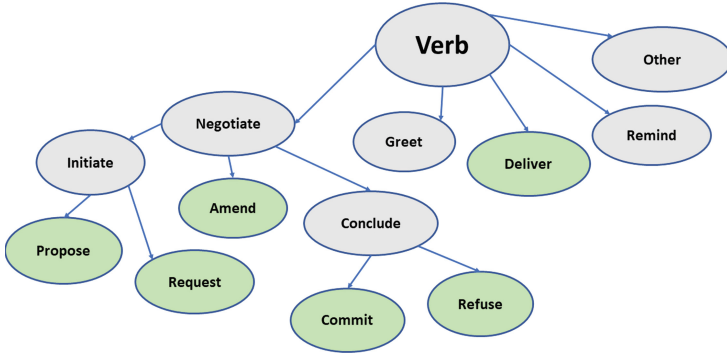 Verb
Other
Negotiate
Greet
Remind
Initiate
Deliver
Amend
Conclude
Propose
Request
Commit
Refuse